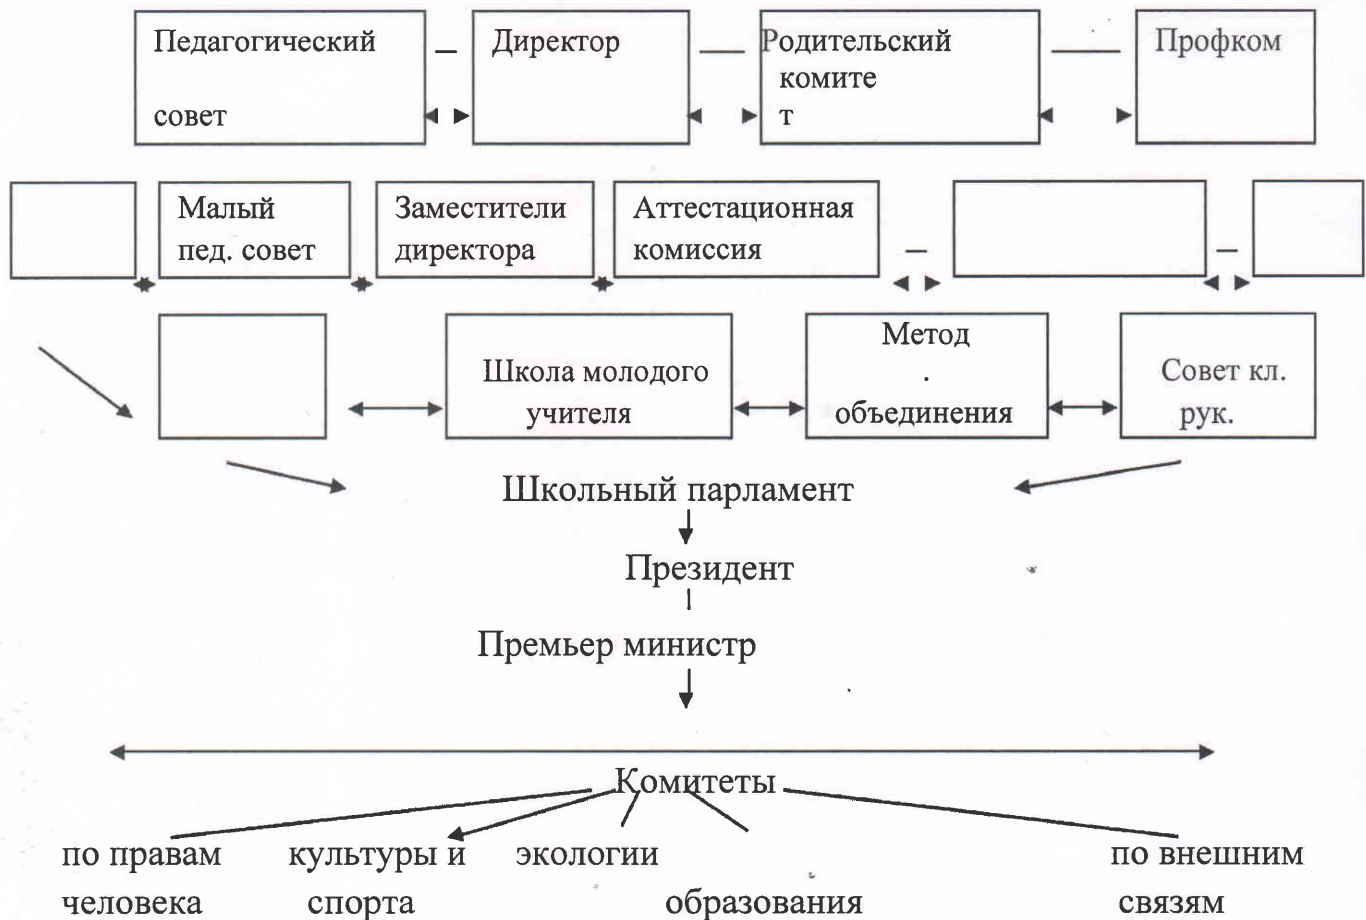 Педагогический
совет
Директор
Родительский
комите
т
Профком
Малый
пед. совет
Заместители
директора
Аттестационная
комиссия
Школа молодого
учителя
Метод
.
объединения
Совет кл.
рук.
Школьный парламент
Президент
Премьер министр
Комитеты
по правам
человека
культуры и
спорта
экологии
образования
по внешним
связям